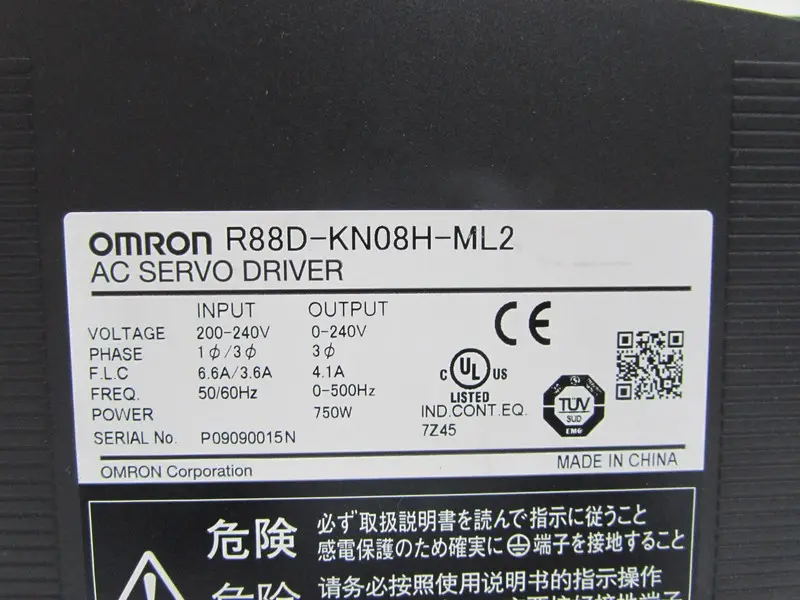 OMRON R88D-KN08H-ML2
AC SERVO DRIVER
INPUT OUTPUT
VOLTAGE 200-240V 0-240V
PHASE 1ϕ/3ϕ 3ϕ
F.L.C 6.6A/3.6A 4.1A
FREQ. 50/60Hz 0-500Hz
POWER 750W
SERIAL No. P09090015N
CE
C UL US
LISTED
IND.CONT.EQ.
7Z45
TÜV
SÜD
OMRON Corporation
MADE IN CHINA
危険 必ず取扱説明書を読んで指示に従うこと
感電保護のため確実に端子を接地すること
危险 请务必按照使用说明书的指示操作